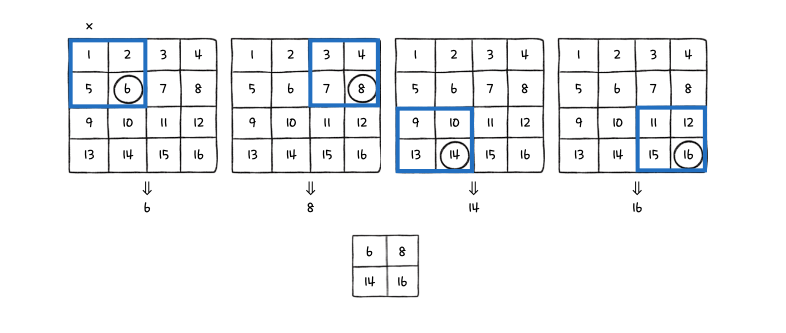 ×
1 2 3 4 1 2 3 4 1 2 3 4 1 2 3 4
5 6 7 8 5 6 7 8 5 6 7 8 5 6 7 8
9 10 11 12 9 10 11 12 9 10 11 12 9 10 11 12
13 14 15 16 13 14 15 16 13 14 15 16 13 14 15 16
⇓ ⇓ ⇓ ⇓
6 8 14 16
6 8
14 16